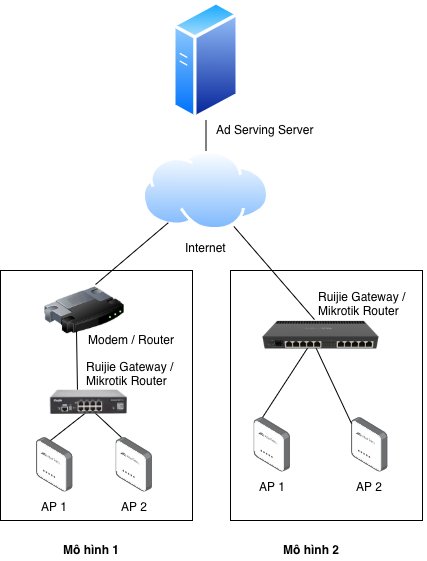 Ad Serving Server
Internet
Modem / Router
Ruijie Gateway /
Mikrotik Router
AP 1
AP 2
Mô hình 1
Ruijie Gateway /
Mikrotik Router
AP 1
AP 2
Mô hình 2